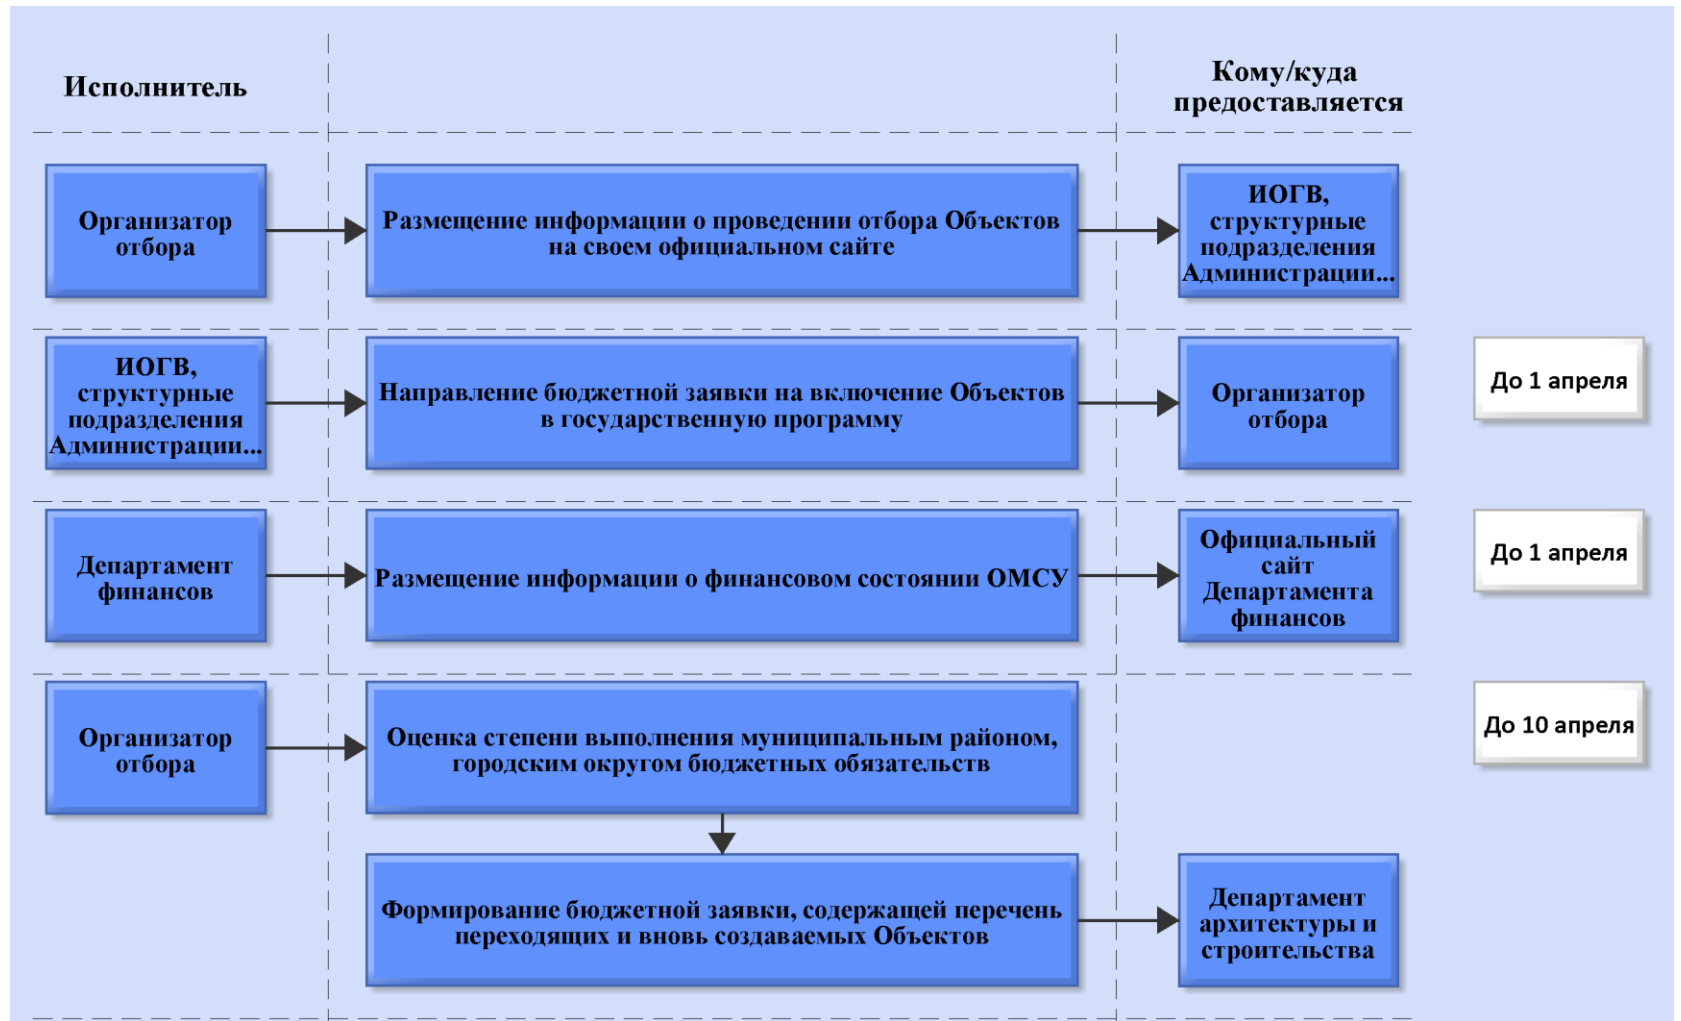 Исполнитель
Кому/куда
предоставляется
Организатор
отбора
Размещение информации о проведении отбора Объектов
на своем официальном сайте
ИОГВ,
структурные
подразделения
Администрации...
ИОГВ,
структурные
подразделения
Администрации...
Направление бюджетной заявки на включение Объектов
в государственную программу
Организатор
отбора
До 1 апреля
Департамент
финансов
Размещение информации о финансовом состоянии ОМСУ
Официальный
сайт
Департамента
финансов
До 1 апреля
Организатор
отбора
Оценка степени выполнения муниципальным районом,
городским округом бюджетных обязательств
До 10 апреля
Формирование бюджетной заявки, содержащей перечень
переходящих и вновь создаваемых Объектов
Департамент
архитектуры и
строительства